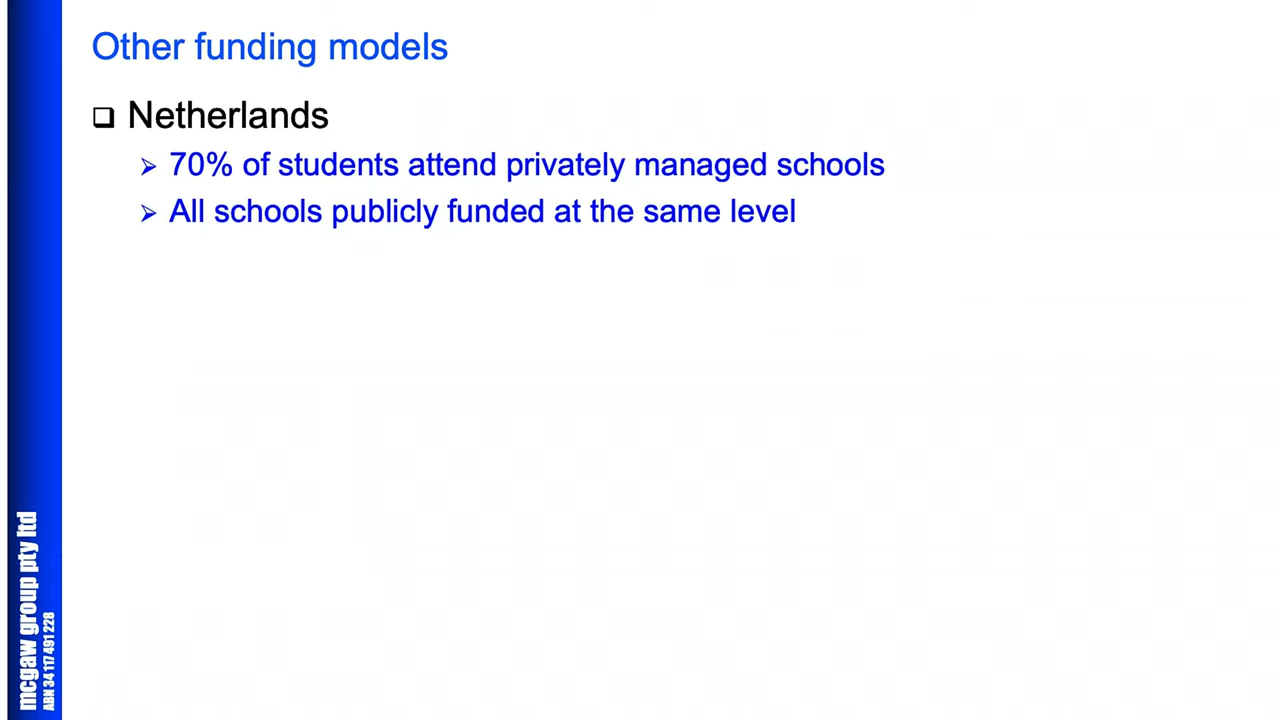 Other funding models
Netherlands
70% of students attend privately managed schools
All schools publicly funded at the same level
mcgaw group pty ltd
ABN 34 117 491 228